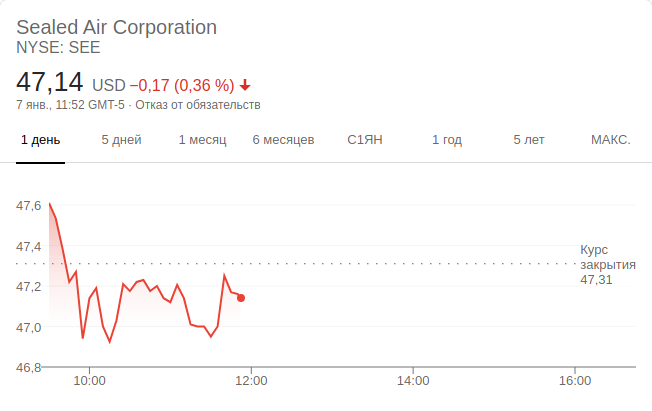 Sealed Air Corporation
NYSE: SEE
47,14 USD −0,17 (0,36 %)
7 янв., 11:52 GMT-5 · Отказ от обязательств
1 день 5 дней 1 месяц 6 месяцев С1ЯН 1 год 5 лет МАКС.
47,6
47,4
Курс
закрытия
47,31
47,2
47,0
46,8
10:00 12:00 14:00 16:00